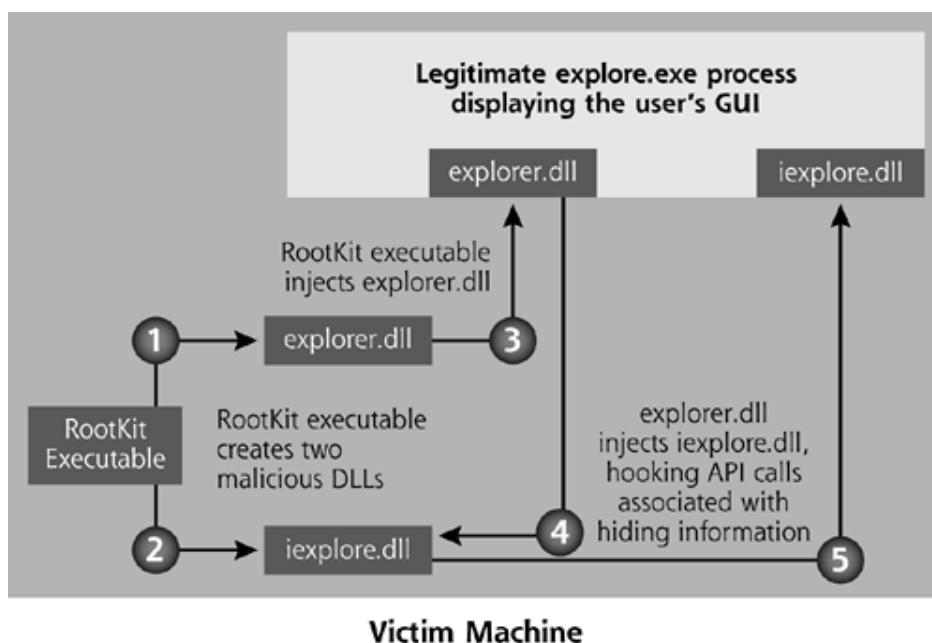 Legitimate explore.exe process
displaying the user's GUI
explorer.dll
iexplore.dll
RootKit executable
injects explorer.dll
1
explorer.dll
3
RootKit
Executable
RootKit executable
creates two
malicious DLLs
explorer.dll
injects iexplore.dll,
hooking API calls
associated with
hiding information
2
iexplore.dll
4
5
Victim Machine